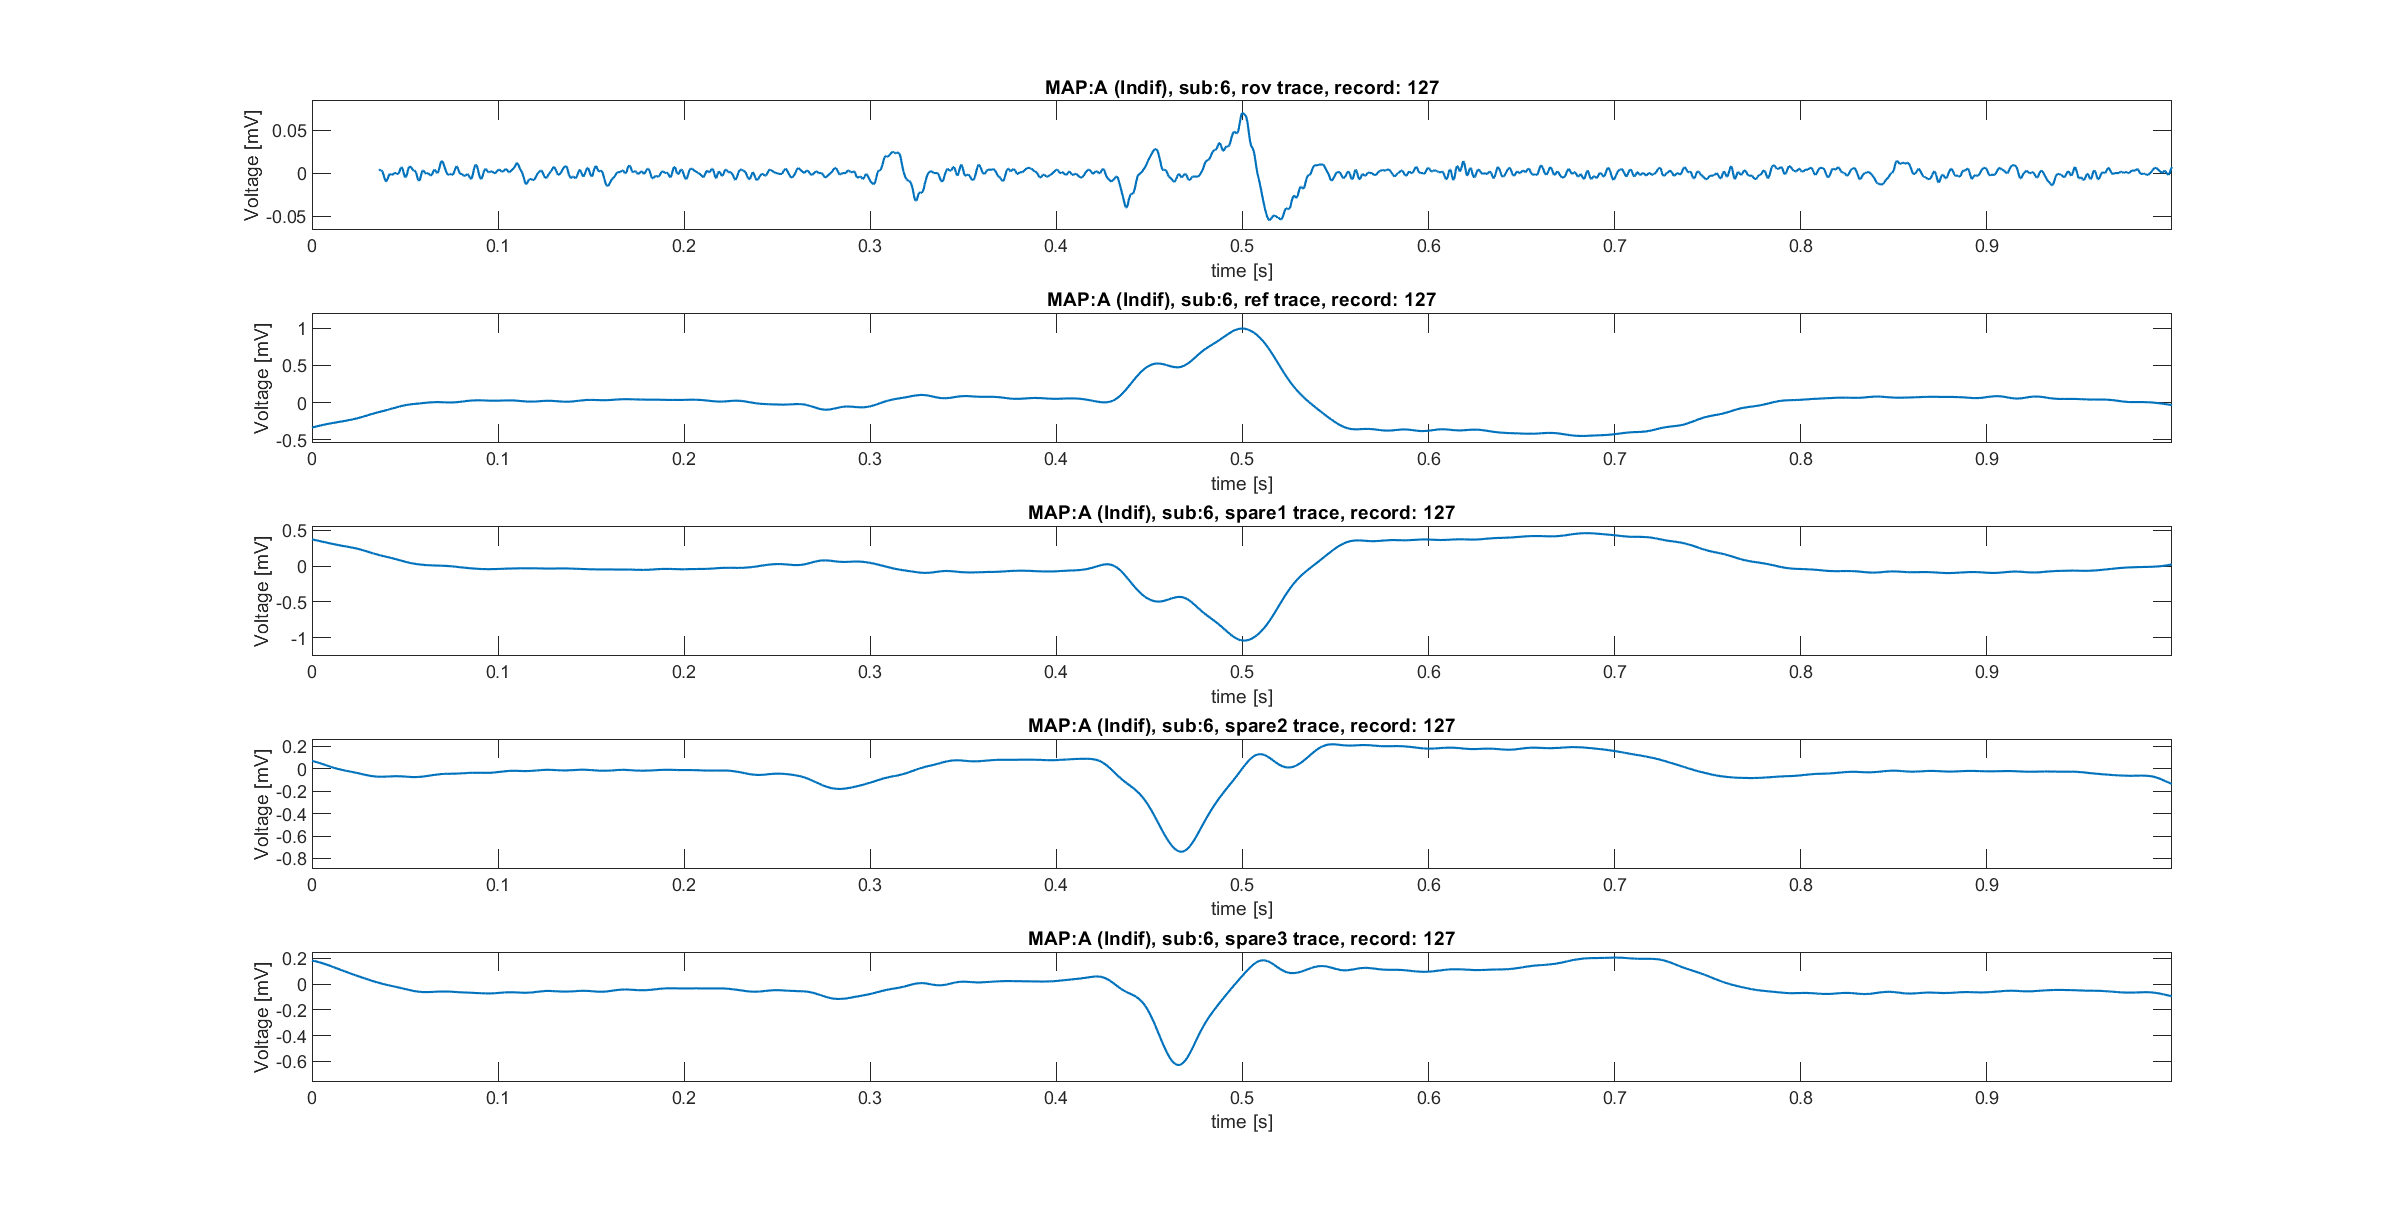 MAP:A (Indif), sub:6, rov trace, record: 127
Voltage [mV]
0.05
0
-0.05
0 0.1 0.2 0.3 0.4 0.5 0.6 0.7 0.8 0.9
time [s]
MAP:A (Indif), sub:6, ref trace, record: 127
Voltage [mV]
1
0.5
0
-0.5
0 0.1 0.2 0.3 0.4 0.5 0.6 0.7 0.8 0.9
time [s]
MAP:A (Indif), sub:6, spare1 trace, record: 127
Voltage [mV]
0.5
0
-0.5
-1
0 0.1 0.2 0.3 0.4 0.5 0.6 0.7 0.8 0.9
time [s]
MAP:A (Indif), sub:6, spare2 trace, record: 127
Voltage [mV]
0.2
0
-0.2
-0.4
-0.6
-0.8
0 0.1 0.2 0.3 0.4 0.5 0.6 0.7 0.8 0.9
time [s]
MAP:A (Indif), sub:6, spare3 trace, record: 127
Voltage [mV]
0.2
0
-0.2
-0.4
-0.6
0 0.1 0.2 0.3 0.4 0.5 0.6 0.7 0.8 0.9
time [s]